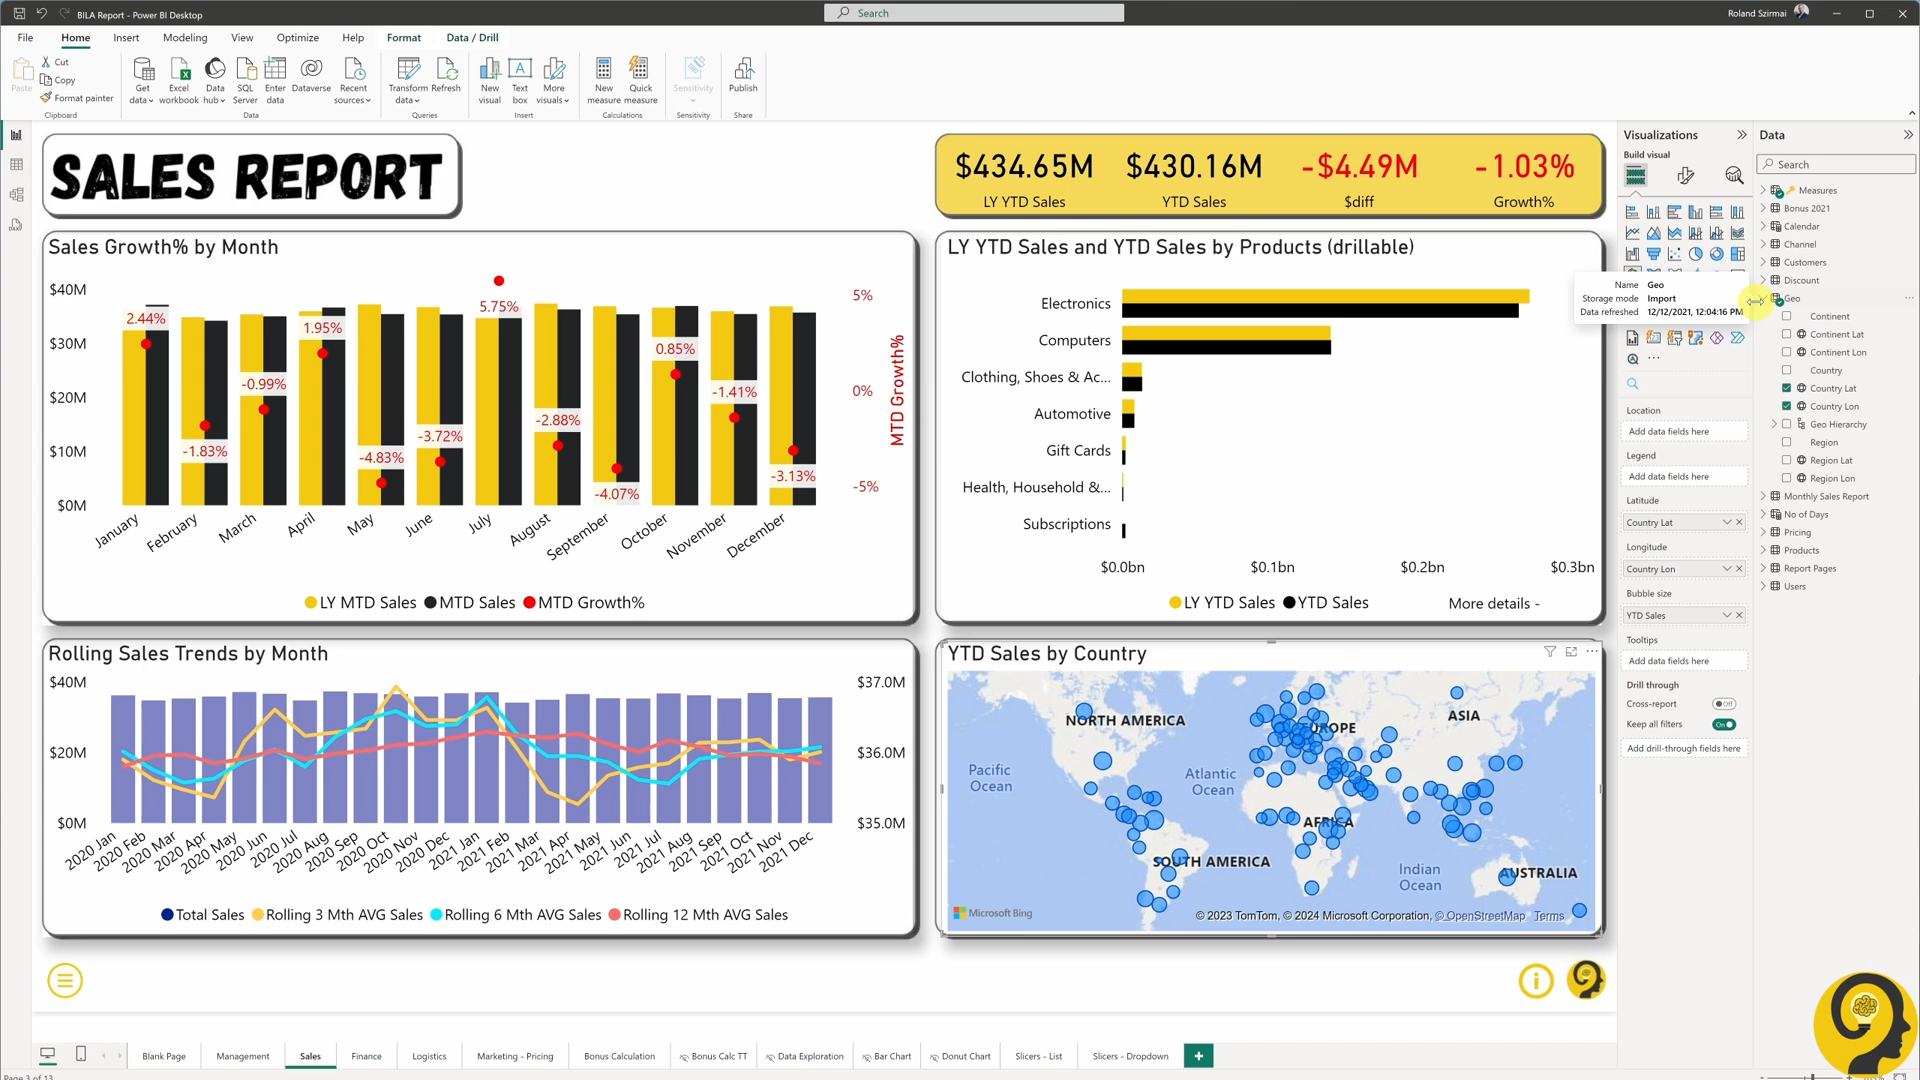 BILA Report - Power BI Desktop
Search
Roland Szirmai
File Home Insert Modeling View Optimize Help Format Data / Drill
Paste
Cut
Copy
Format painter
Clipboard
Get data
Excel workbook
Data hub
SQL Server
Enter data
Dataverse
Recent sources
Data
Transform data
Refresh
Queries
New visual
Text box
More visuals
Insert
New measure
Quick measure
Calculations
Sensitivity
Sensitivity
Publish
Share
SALES REPORT
$434.65M $430.16M -$4.49M -1.03%
LY YTD Sales YTD Sales $diff Growth%
Sales Growth% by Month
$40M
$30M
$20M
$10M
$0M
2.44%
-1.83%
-0.99%
1.95%
-4.83%
-3.72%
5.75%
-2.88%
-4.07%
0.85%
-1.41%
-3.13%
5%
0%
-5%
MTD Growth%
January February March April May June July August September October November December
LY MTD Sales MTD Sales MTD Growth%
LY YTD Sales and YTD Sales by Products (drillable)
Electronics
Computers
Clothing, Shoes & Ac...
Automotive
Gift Cards
Health, Household &...
Subscriptions
$0.0bn $0.1bn $0.2bn $0.3bn
LY YTD Sales YTD Sales
More details -
Rolling Sales Trends by Month
$40M
$20M
$0M
$37.0M
$36.0M
$35.0M
2020 Jan 2020 Feb 2020 Mar 2020 Apr 2020 May 2020 Jun 2020 Jul 2020 Aug 2020 Sep 2020 Oct 2020 Nov 2020 Dec 2021 Jan 2021 Feb 2021 Mar 2021 Apr 2021 May 2021 Jun 2021 Jul 2021 Aug 2021 Sep 2021 Oct 2021 Nov 2021 Dec
Total Sales Rolling 3 Mth AVG Sales Rolling 6 Mth AVG Sales Rolling 12 Mth AVG Sales
YTD Sales by Country
NORTH AMERICA
EUROPE
ASIA
Pacific
Ocean
Atlantic
Ocean
AFRICA
SOUTH AMERICA
Indian
Ocean
AUSTRALIA
Microsoft Bing
© 2023 TomTom, © 2024 Microsoft Corporation, © OpenStreetMap Terms
Visualizations
Build visual
Name Geo
Storage mode Import
Data refreshed 12/12/2021, 12:04:16 PM
Location
Add data fields here
Legend
Add data fields here
Latitude
Country Lat
Longitude
Country Lon
Bubble size
YTD Sales
Tooltips
Add data fields here
Drill through
Cross-report Off
Keep all filters On
Add drill-through fields here
Data
Search
Measures
Bonus 2021
Calendar
Channel
Customers
Discount
Geo
Continent
Continent Lat
Continent Lon
Country
Country Lat
Country Lon
Geo Hierarchy
Region
Region Lat
Region Lon
Monthly Sales Report
No of Days
Pricing
Products
Report Pages
Users
Blank Page Management Sales Finance Logistics Marketing - Pricing Bonus Calculation Bonus Calc TT Data Exploration Bar Chart Donut Chart Slicers - List Slicers - Dropdown
Page 3 of 13